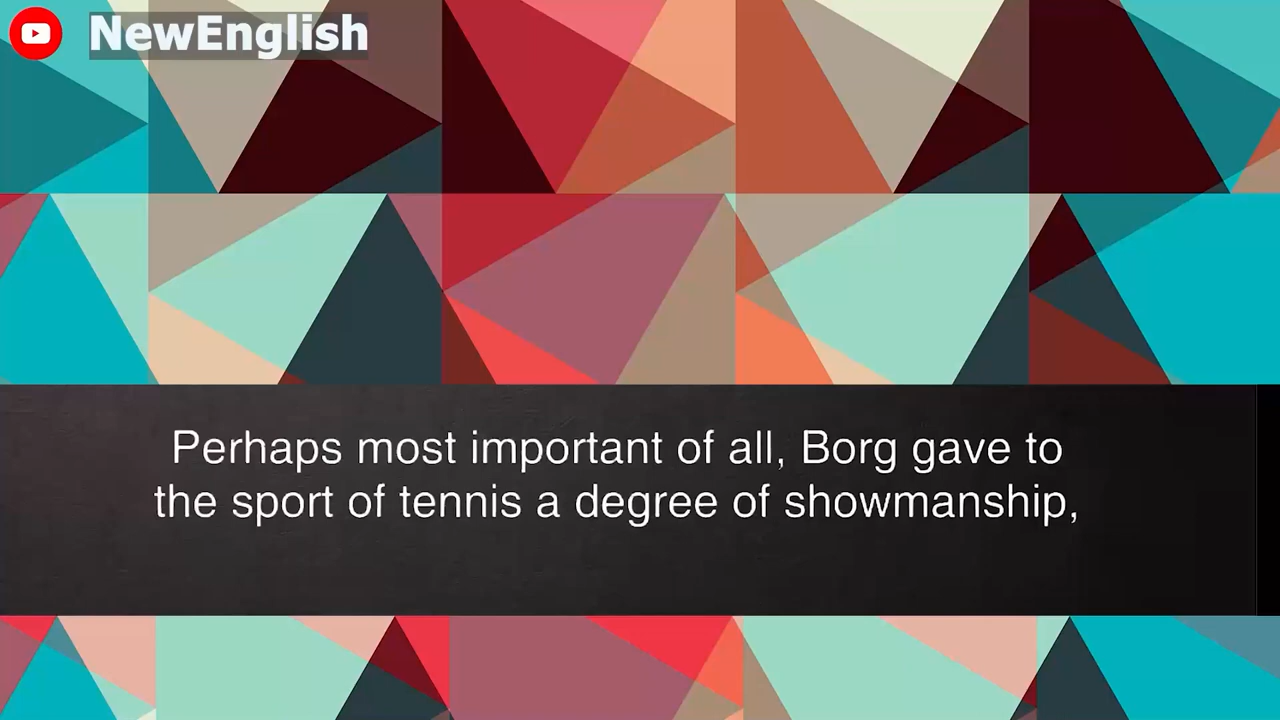 NewEnglish
Perhaps most important of all, Borg gave to
the sport of tennis a degree of showmanship,